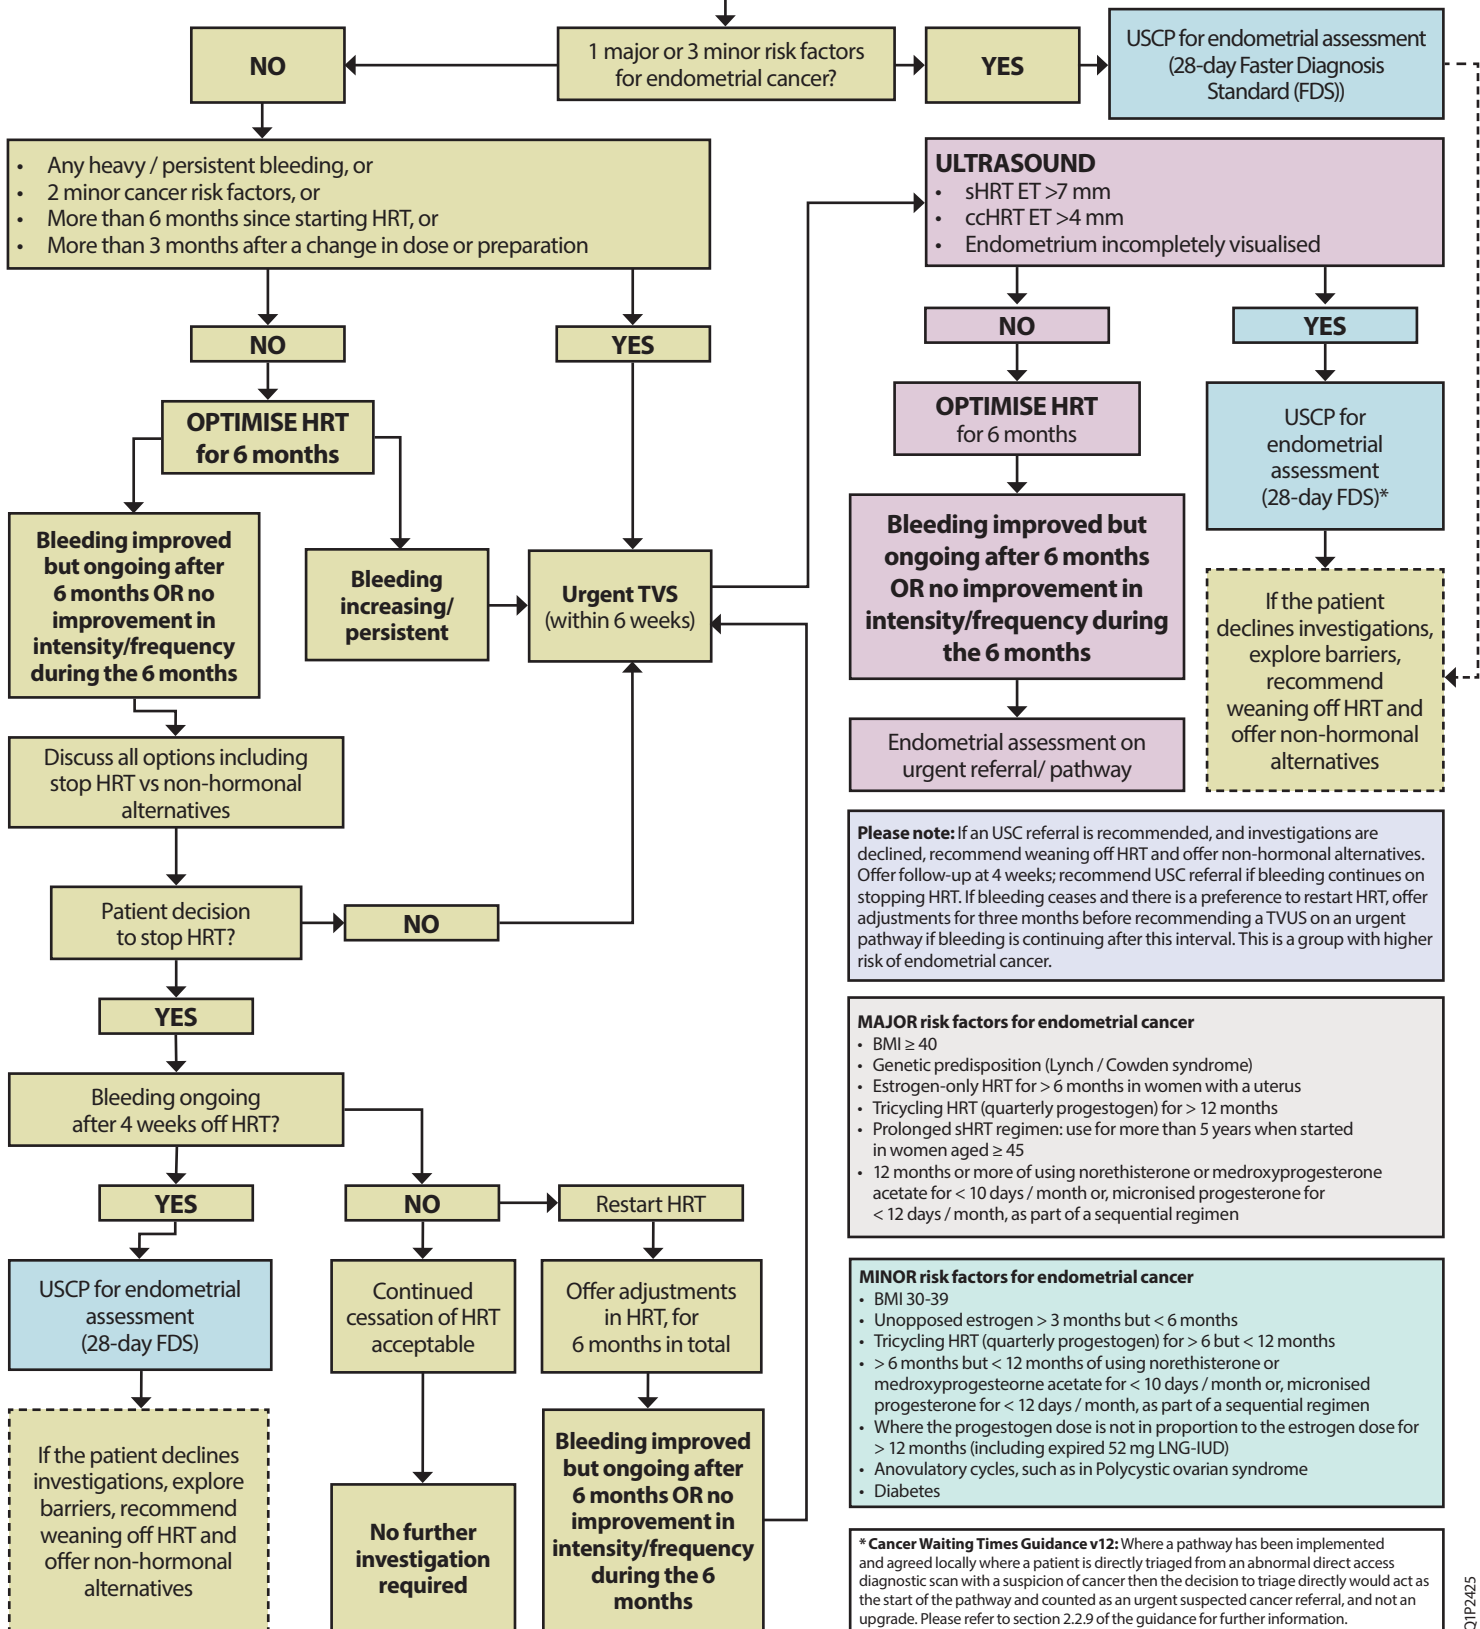 NO
1 major or 3 minor risk factors
for endometrial cancer?
YES
USCP for endometrial assessment
(28-day Faster Diagnosis
Standard (FDS))
• Any heavy / persistent bleeding, or
• 2 minor cancer risk factors, or
• More than 6 months since starting HRT, or
• More than 3 months after a change in dose or preparation
NO
YES
OPTIMISE HRT
for 6 months
Bleeding improved
but ongoing after
6 months OR no
improvement in
intensity/frequency
during the 6 months
Bleeding
increasing/
persistent
Urgent TVS
(within 6 weeks)
Discuss all options including
stop HRT vs non-hormonal
alternatives
Patient decision
to stop HRT?
NO
YES
Bleeding ongoing
after 4 weeks off HRT?
YES
NO
Restart HRT
USCP for endometrial
assessment
(28-day FDS)
Continued
cessation of HRT
acceptable
Offer adjustments
in HRT, for
6 months in total
If the patient declines
investigations, explore
barriers, recommend
weaning off HRT and
offer non-hormonal
alternatives
No further
investigation
required
Bleeding improved
but ongoing after
6 months OR no
improvement in
intensity/frequency
during the 6
months
ULTRASOUND
• sHRT ET >7 mm
• ccHRT ET >4 mm
• Endometrium incompletely visualised
NO
YES
OPTIMISE HRT
for 6 months
USCP for
endometrial
assessment
(28-day FDS)*
Bleeding improved but
ongoing after 6 months
OR no improvement in
intensity/frequency during
the 6 months
If the patient
declines investigations,
explore barriers,
recommend
weaning off HRT and
offer non-hormonal
alternatives
Endometrial assessment on
urgent referral/ pathway
Please note: If an USC referral is recommended, and investigations are
declined, recommend weaning off HRT and offer non-hormonal alternatives.
Offer follow-up at 4 weeks; recommend USC referral if bleeding continues on
stopping HRT. If bleeding ceases and there is a preference to restart HRT, offer
adjustments for three months before recommending a TVUS on an urgent
pathway if bleeding is continuing after this interval. This is a group with higher
risk of endometrial cancer.
MAJOR risk factors for endometrial cancer
• BMI ≥ 40
• Genetic predisposition (Lynch / Cowden syndrome)
• Estrogen-only HRT for > 6 months in women with a uterus
• Tricycling HRT (quarterly progestogen) for > 12 months
• Prolonged sHRT regimen: use for more than 5 years when started
in women aged ≥ 45
• 12 months or more of using norethisterone or medroxyprogesterone
acetate for < 10 days / month or, micronised progesterone for
< 12 days / month, as part of a sequential regimen
MINOR risk factors for endometrial cancer
• BMI 30-39
• Unopposed estrogen > 3 months but < 6 months
• Tricycling HRT (quarterly progestogen) for > 6 but < 12 months
• > 6 months but < 12 months of using norethisterone or
medroxyprogesteorne acetate for < 10 days / month or, micronised
progesterone for < 12 days / month, as part of a sequential regimen
• Where the progestogen dose is not in proportion to the estrogen dose for
> 12 months (including expired 52 mg LNG-IUD)
• Anovulatory cycles, such as in Polycystic ovarian syndrome
• Diabetes
* Cancer Waiting Times Guidance v12: Where a pathway has been implemented
and agreed locally where a patient is directly triaged from an abnormal direct access
diagnostic scan with a suspicion of cancer then the decision to triage directly would act as
the start of the pathway and counted as an urgent suspected cancer referral, and not an
upgrade. Please refer to section 2.2.9 of the guidance for further information.
Q1P2425